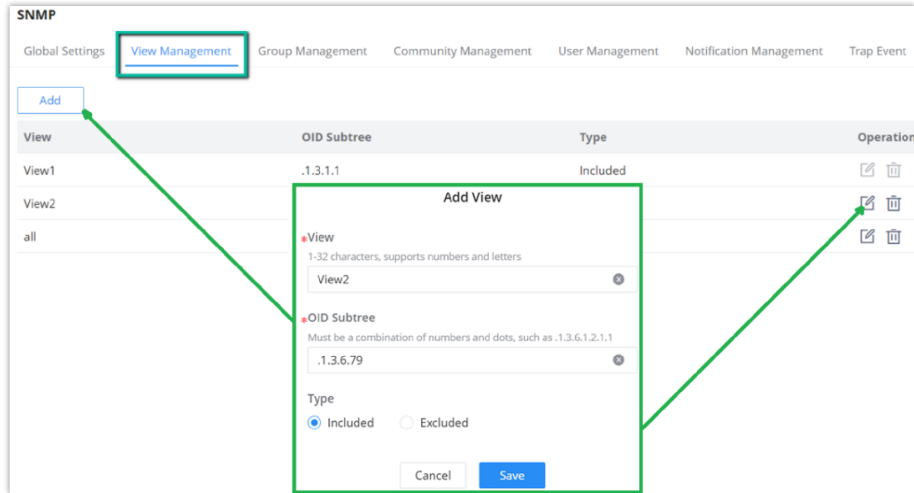 SNMP
Global Settings View Management Group Management Community Management User Management Notification Management Trap Event
Add
View OID Subtree Type Operation
View1 .1.3.1.1 Included
View2
all
Add View
*View
1-32 characters, supports numbers and letters
View2
*OID Subtree
Must be a combination of numbers and dots, such as .1.3.6.1.2.1.1
.1.3.6.79
Type
Included Excluded
Cancel Save